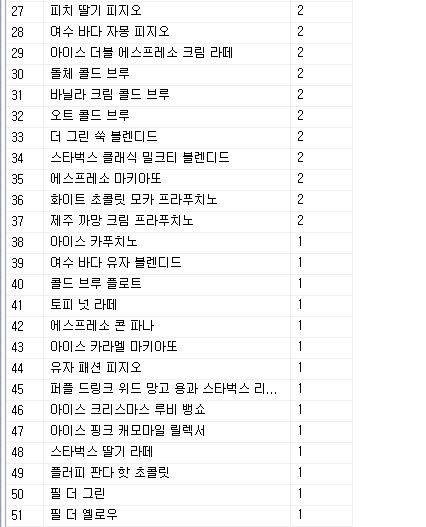 27 피치 딸기 피지오 2
28 여수 바다 자몽 피지오 2
29 아이스 더블 에스프레소 크림 라떼 2
30 돌체 콜드 브루 2
31 바닐라 크림 콜드 브루 2
32 오트 콜드 브루 2
33 더 그린 쑥 블렌디드 2
34 스타벅스 클래식 밀크티 블렌디드 2
35 에스프레소 마키아또 2
36 화이트 초콜릿 모카 프라푸치노 2
37 제주 까망 크림 프라푸치노 2
38 아이스 카푸치노 1
39 여수 바다 유자 블렌디드 1
40 콜드 브루 플로트 1
41 토피 넛 라떼 1
42 에스프레소 콘 파나 1
43 아이스 카라멜 마키아또 1
44 유자 패션 피지오 1
45 퍼플 드링크 위드 망고 용과 스타벅스 리... 1
46 아이스 크리스마스 루비 뱅쇼 1
47 아이스 핑크 캐모마일 릴렉서 1
48 스타벅스 딸기 라떼 1
49 플러피 판다 핫 초콜릿 1
50 필 더 그린 1
51 필 더 옐로우 1